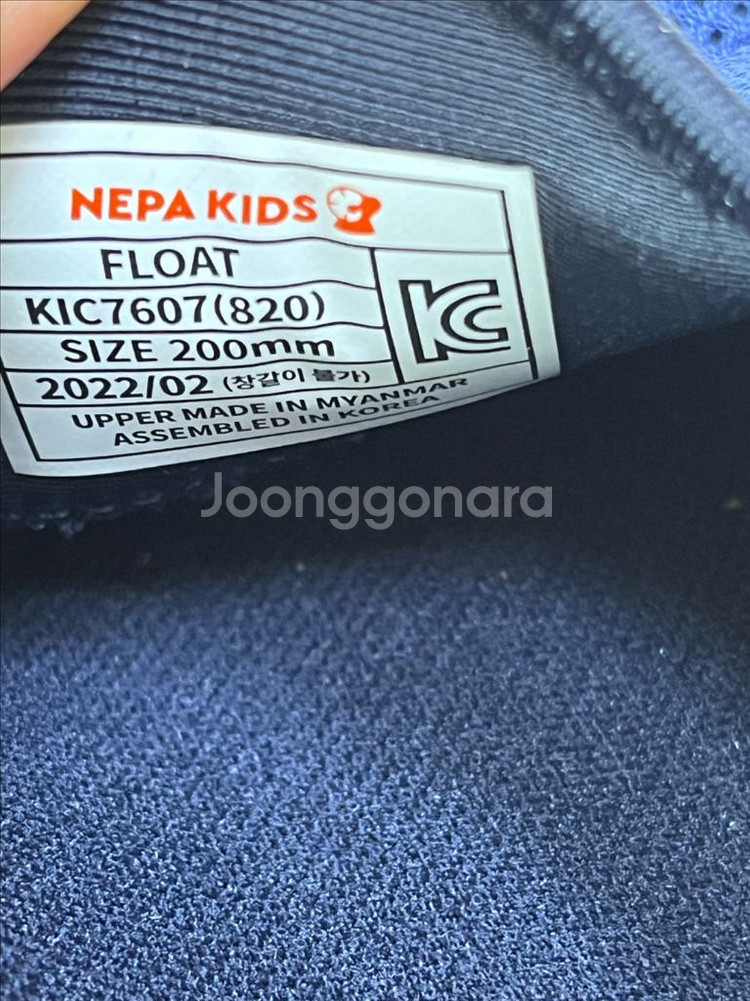 NEPA KIDS
FLOAT
KIC7607(820)
SIZE 200mm
2022/02 (창갈이 불가)
UPPER MADE IN MYANMAR
ASSEMBLED IN KOREA
KC
Joonggonara